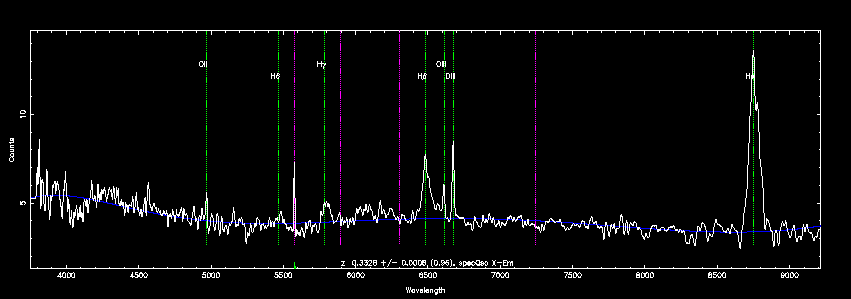 OII
Hδ
Hγ
Hβ
OIII
OIII
Hα
10
5
Counts
4000 4500 5000 5500 6000 6500 7000 7500 8000 8500 9000
z 0.3328 +/- 0.0008 (0.96), specQso X-Em
Wavelength